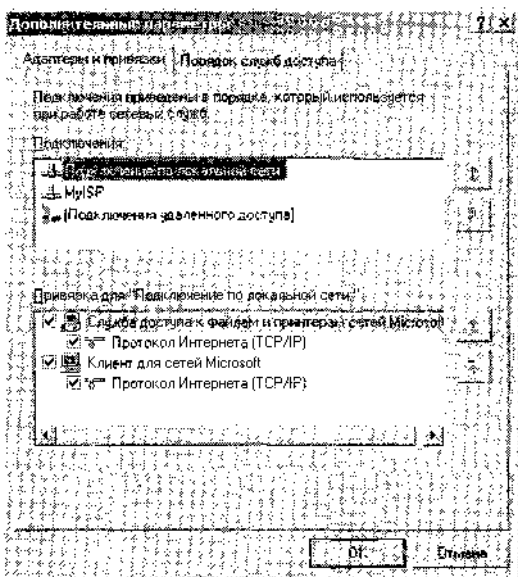 Дополнительные параметры
? ×
Адаптеры и привязки
Порядок служб доступа
Подключения приведены в порядке, который используется
при работе сетевых служб.
Подключения:
Подключение по локальной сети
MyISP
[Подключения удаленного доступа]
Привязка для "Подключение по локальной сети":
Служба доступа к файлам и принтерам сетей Microsoft
Протокол Интернета (TCP/IP)
Клиент для сетей Microsoft
Протокол Интернета (TCP/IP)
OK
Отмена